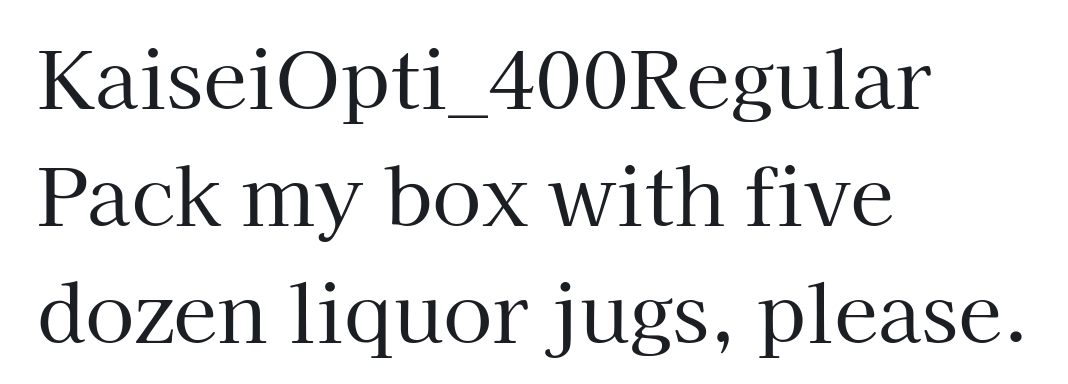 KaiseiOpti_400Regular
Pack my box with five
dozen liquor jugs, please.